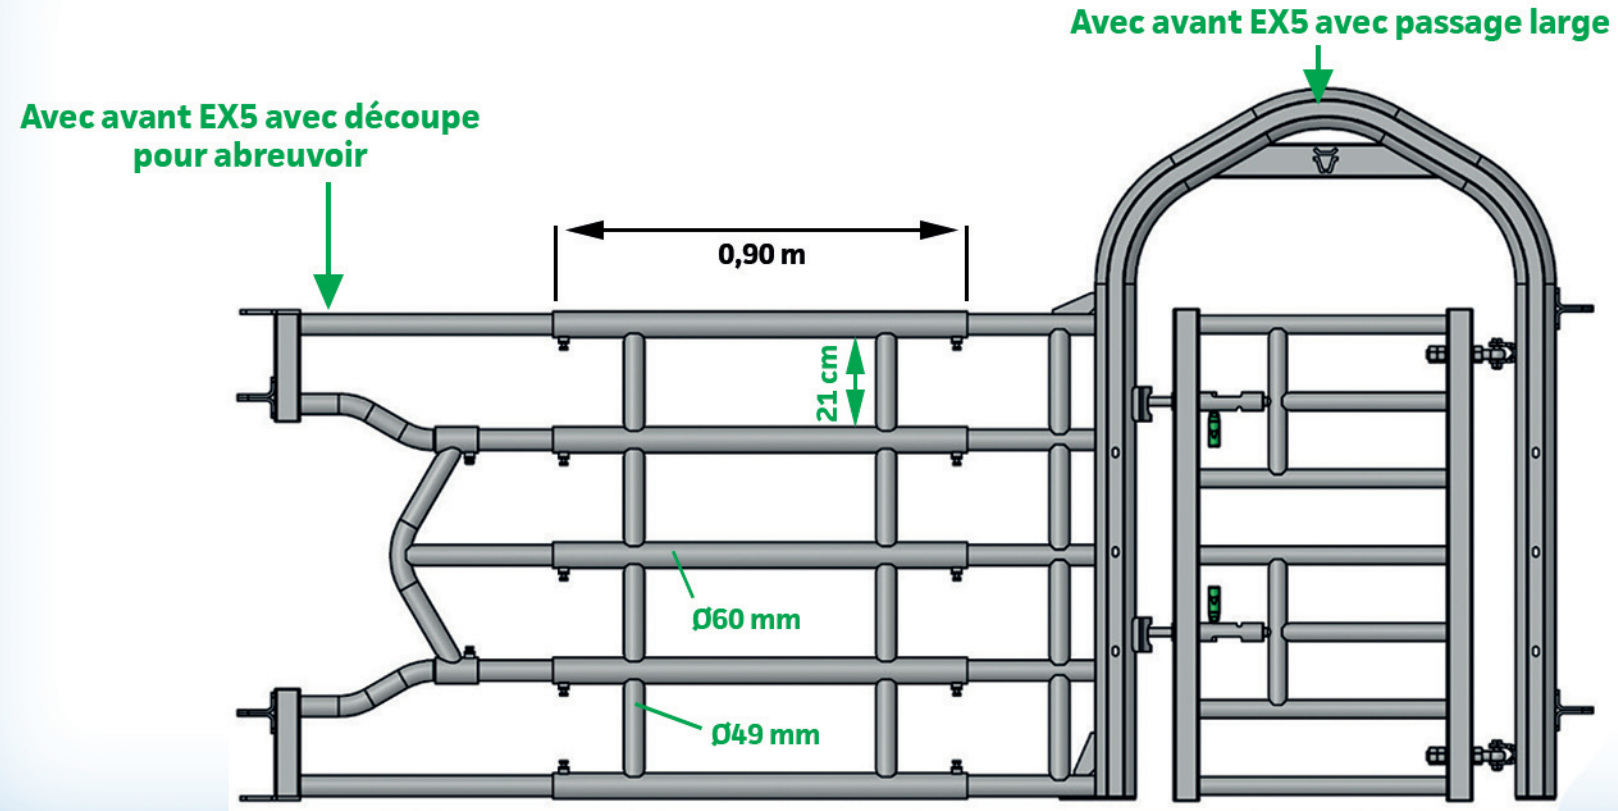 Avec avant EX5 avec passage large
Avec avant EX5 avec découpe
pour abreuvoir
0,90 m
21 cm
Ø60 mm
Ø49 mm